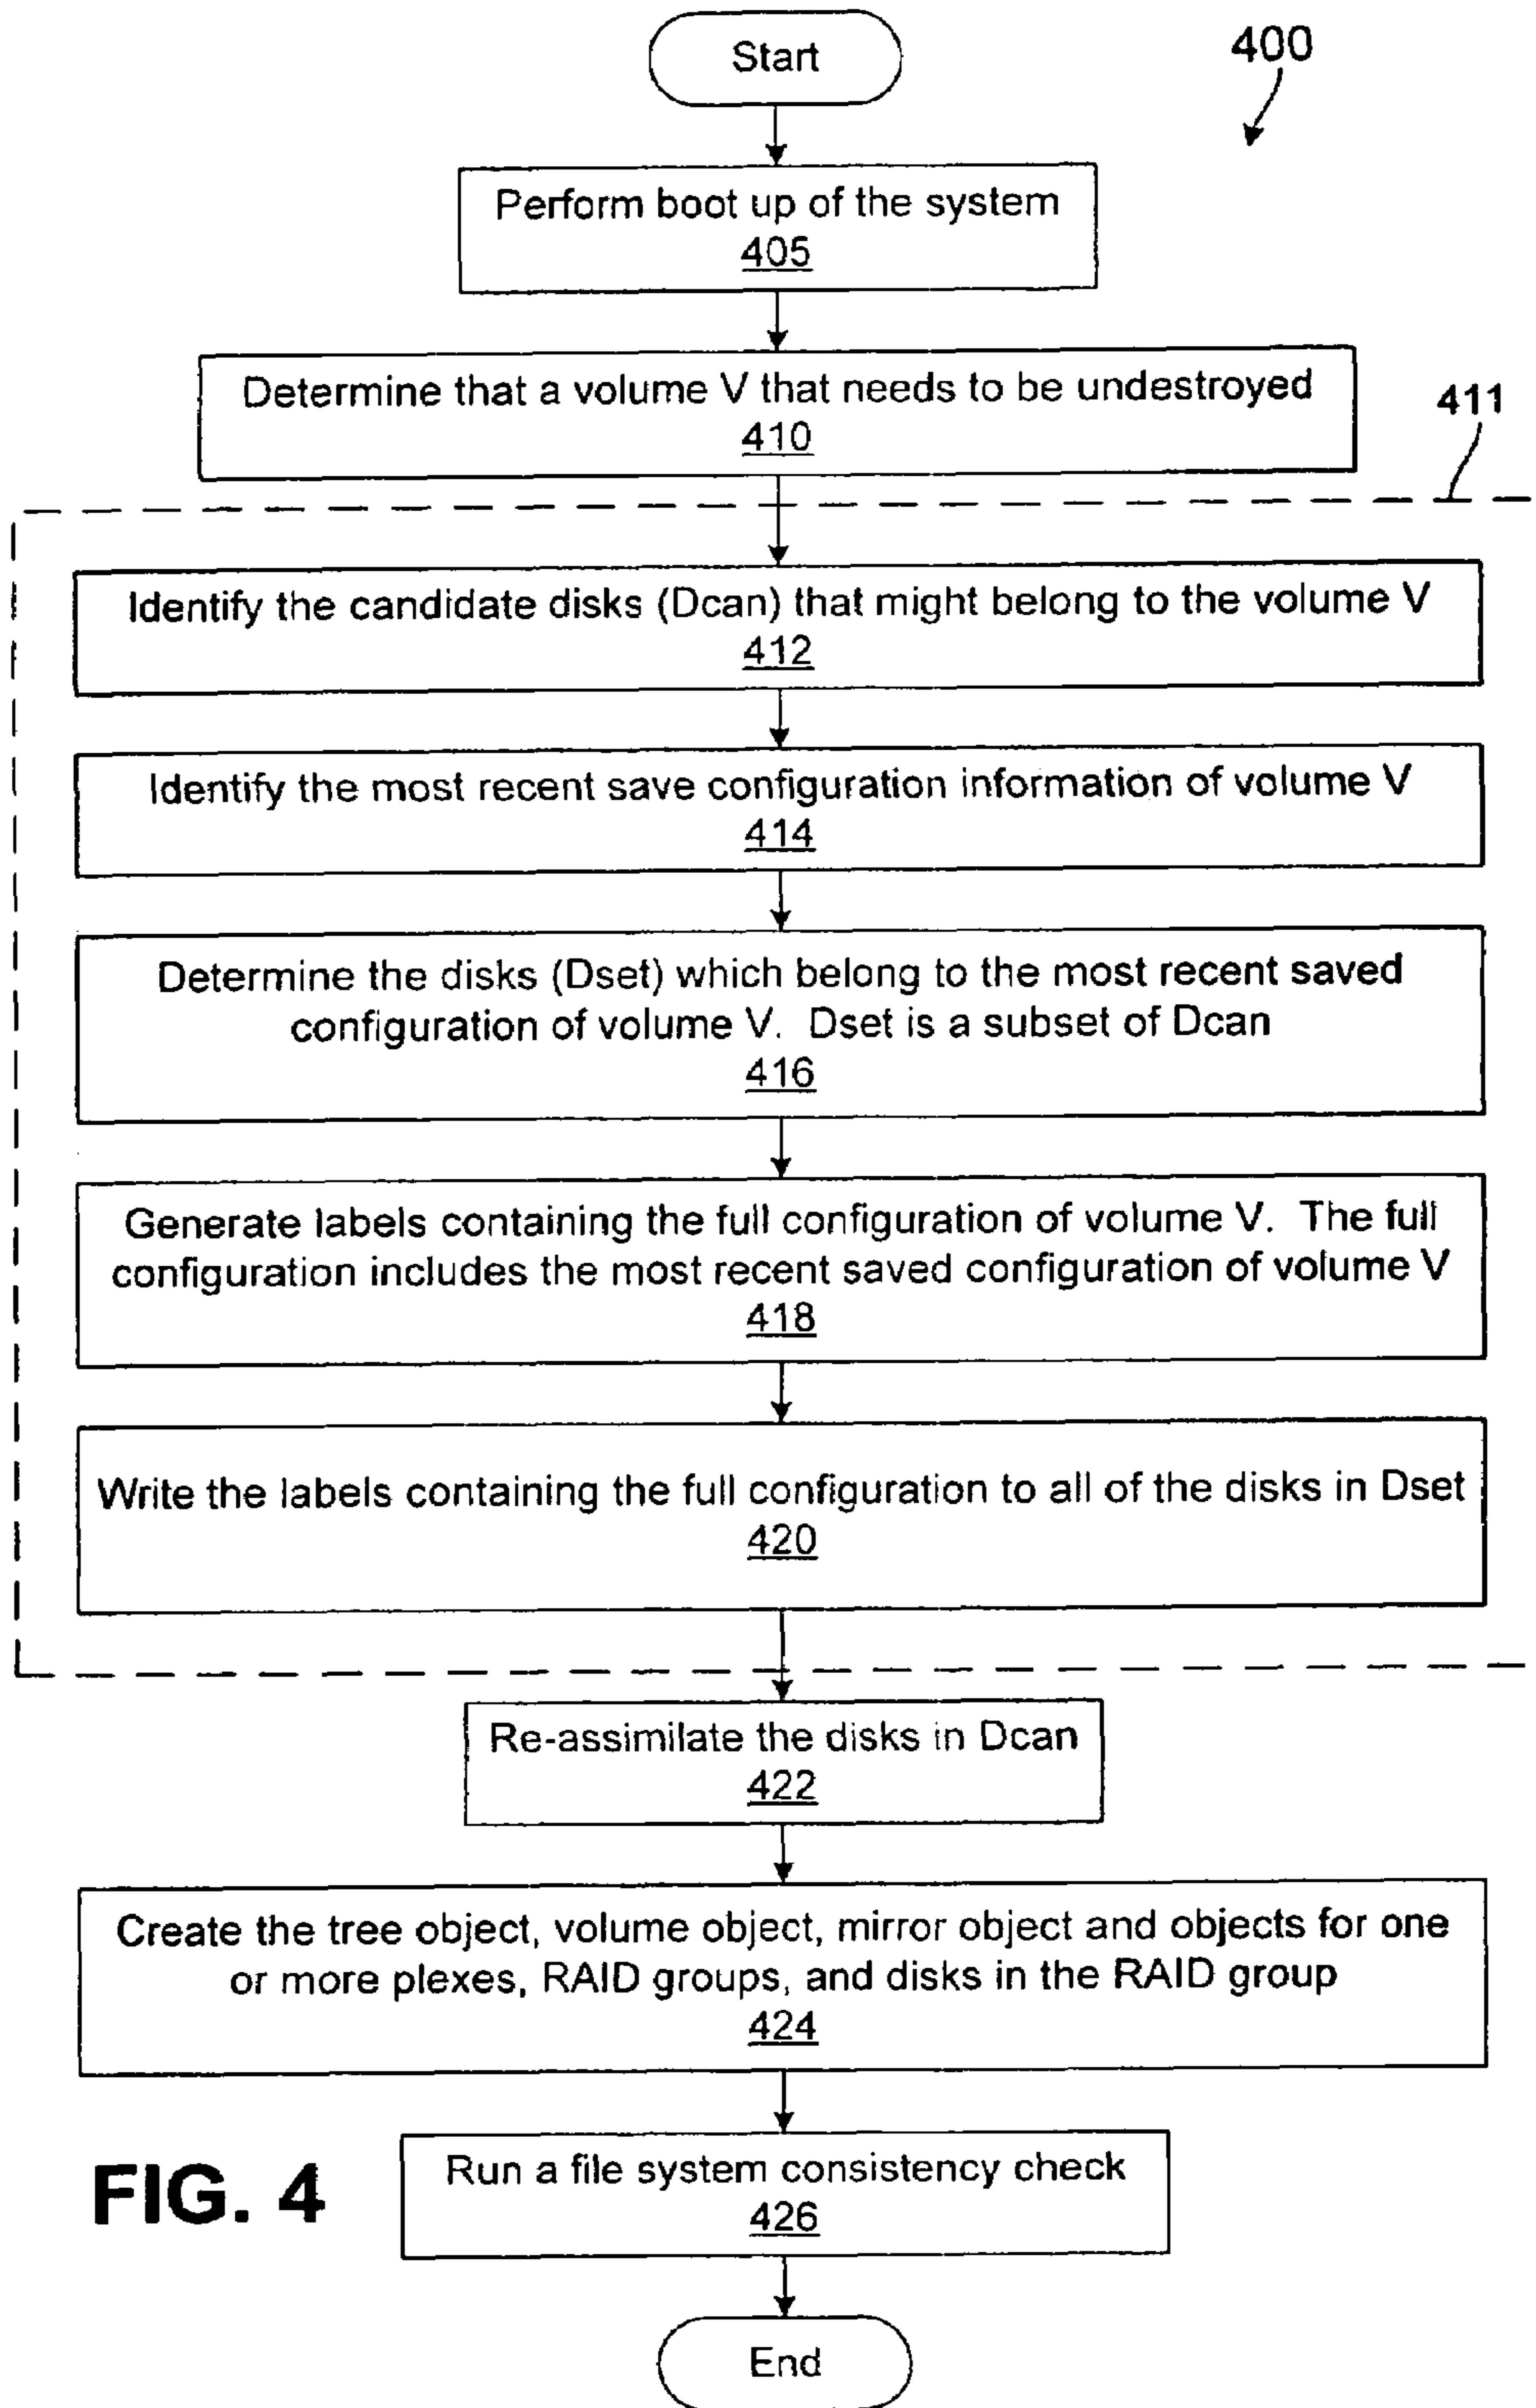 Start
400
Perform boot up of the system
405
Determine that a volume V that needs to be undestroyed
410
411
Identify the candidate disks (Dcan) that might belong to the volume V
412
Identify the most recent save configuration information of volume V
414
Determine the disks (Dset) which belong to the most recent saved
configuration of volume V. Dset is a subset of Dcan
416
Generate labels containing the full configuration of volume V. The full
configuration includes the most recent saved configuration of volume V
418
Write the labels containing the full configuration to all of the disks in Dset
420
Re-assimilate the disks in Dcan
422
Create the tree object, volume object, mirror object and objects for one
or more plexes, RAID groups, and disks in the RAID group
424
Run a file system consistency check
426
FIG. 4
End